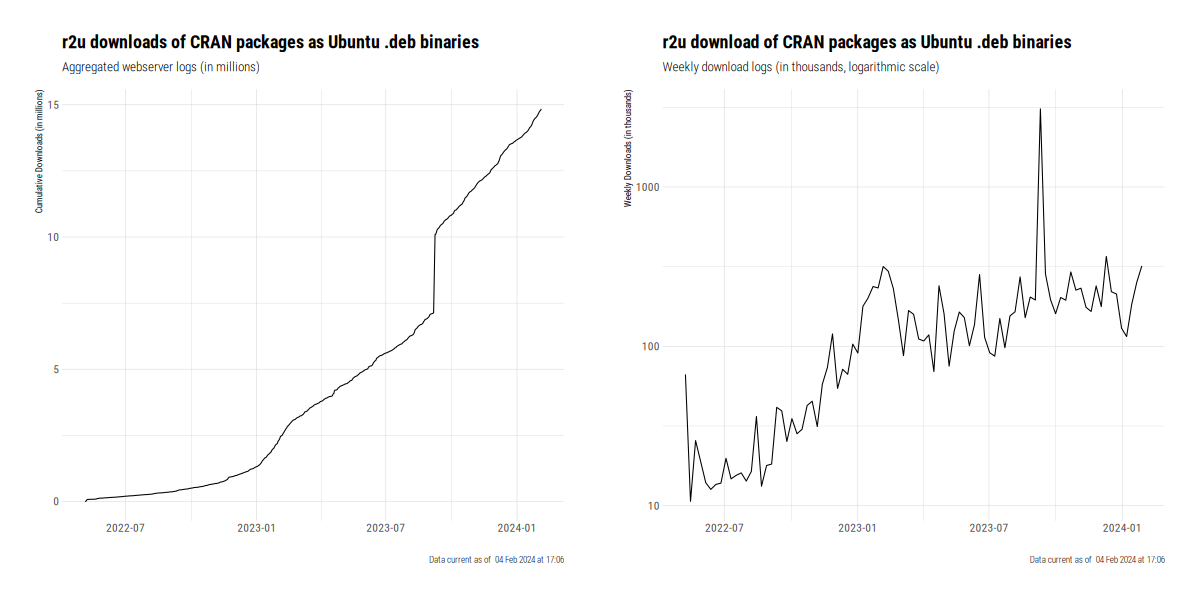 r2u downloads of CRAN packages as Ubuntu .deb binaries
Aggregated webserver logs (in millions)
Cumulative Downloads (in millions)
15
10
5
0
2022-07
2023-01
2023-07
2024-01
Data current as of 04 Feb 2024 at 17:06
r2u download of CRAN packages as Ubuntu .deb binaries
Weekly download logs (in thousands, logarithmic scale)
Weekly Downloads (in thousands)
1000
100
10
2022-07
2023-01
2023-07
2024-01
Data current as of 04 Feb 2024 at 17:06